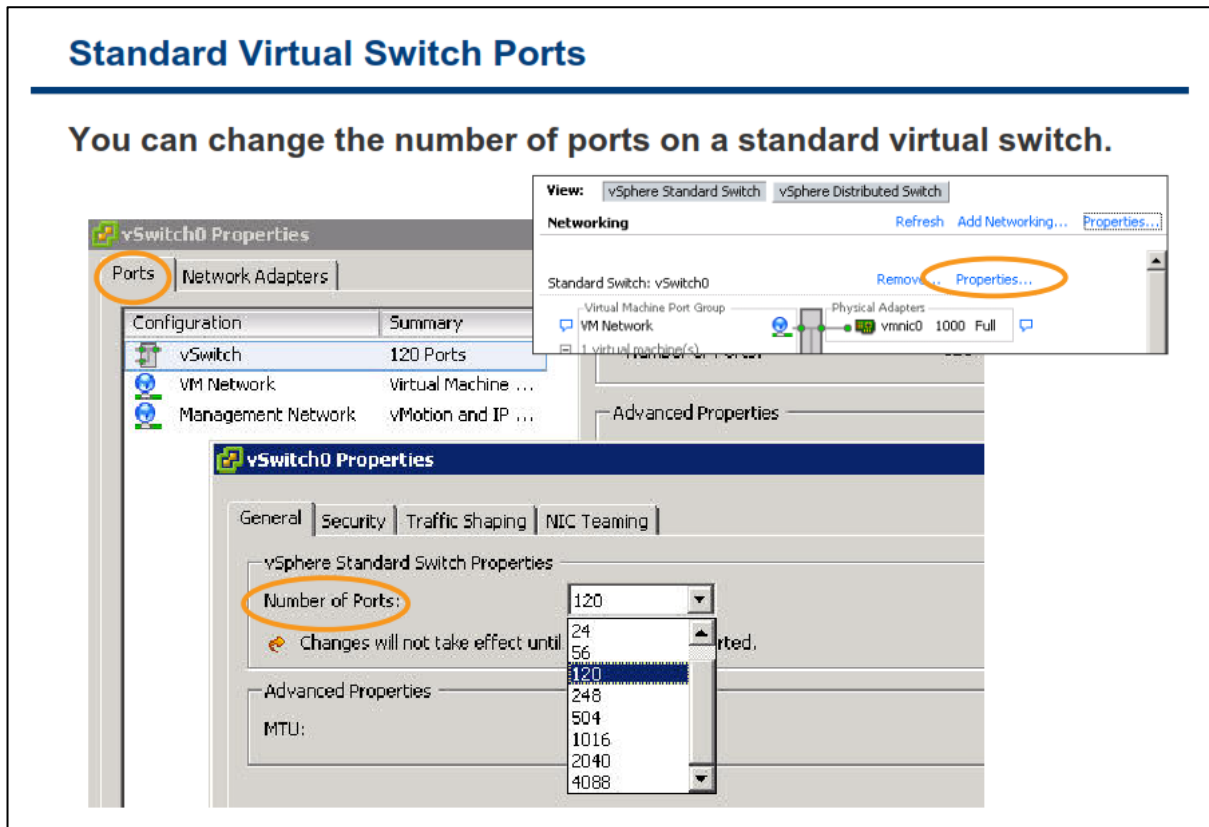 Standard Virtual Switch Ports
You can change the number of ports on a standard virtual switch.
View: vSphere Standard Switch vSphere Distributed Switch
Networking Refresh Add Networking... Properties...
Standard Switch: vSwitch0 Remove... Properties...
Virtual Machine Port Group Physical Adapters
VM Network vmnic0 1000 Full
1 virtual machine(s)
vSwitch0 Properties
Ports Network Adapters
Configuration Summary
vSwitch 120 Ports
VM Network Virtual Machine ...
Management Network vMotion and IP ...
Advanced Properties
vSwitch0 Properties
General Security Traffic Shaping NIC Teaming
vSphere Standard Switch Properties
Number of Ports: 120
Changes will not take effect until
24
56
120
248
504
1016
2040
4088
Advanced Properties
MTU: